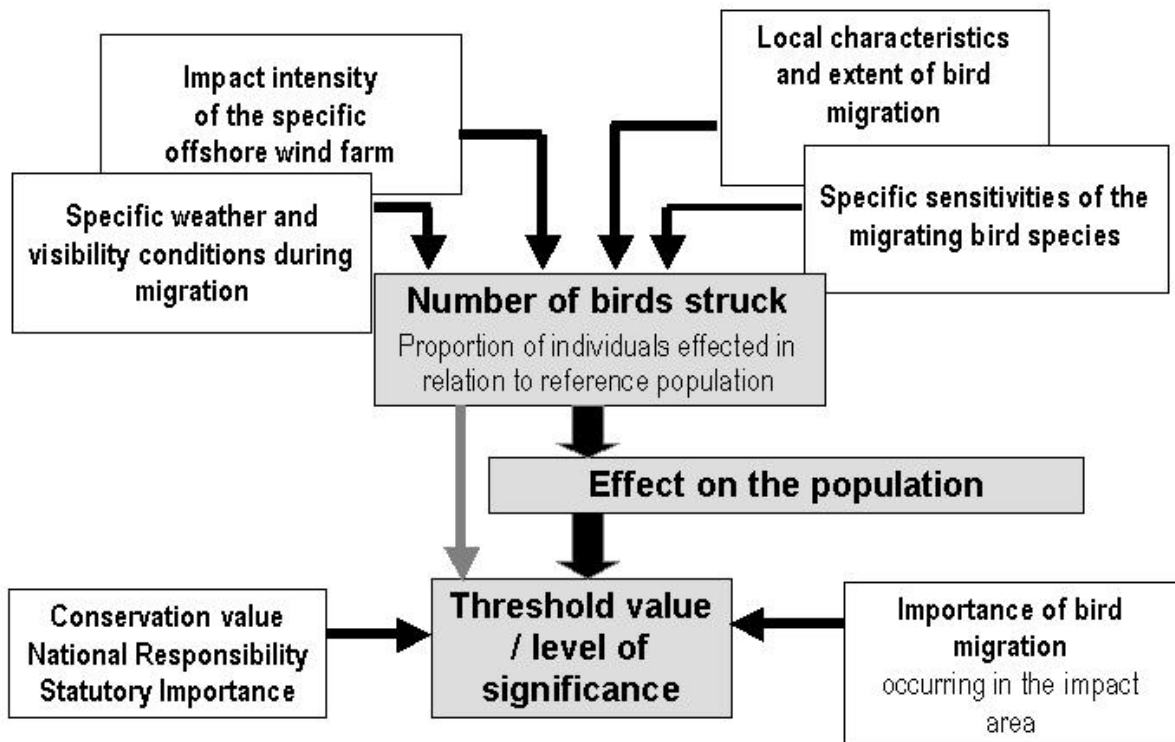 Impact intensity
of the specific
offshore wind farm
Local characteristics
and extent of bird
migration
Specific weather and
visibility conditions during
migration
Specific sensitivities of the
migrating bird species
Number of birds struck
Proportion of individuals effected in
relation to reference population
Effect on the population
Conservation value
National Responsibility
Statutory Importance
Threshold value
/ level of
significance
Importance of bird
migration
occurring in the impact
area